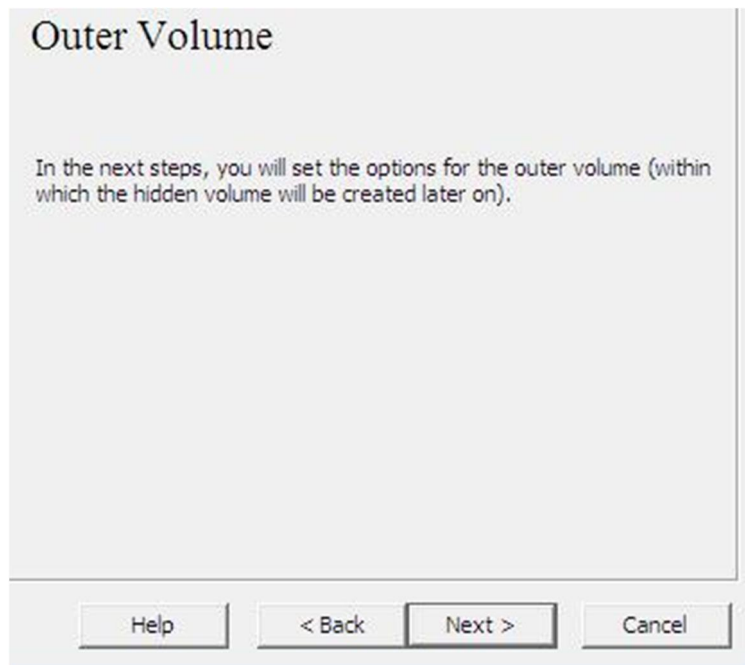 Outer Volume
In the next steps, you will set the options for the outer volume (within
which the hidden volume will be created later on).
Help
< Back
Next >
Cancel